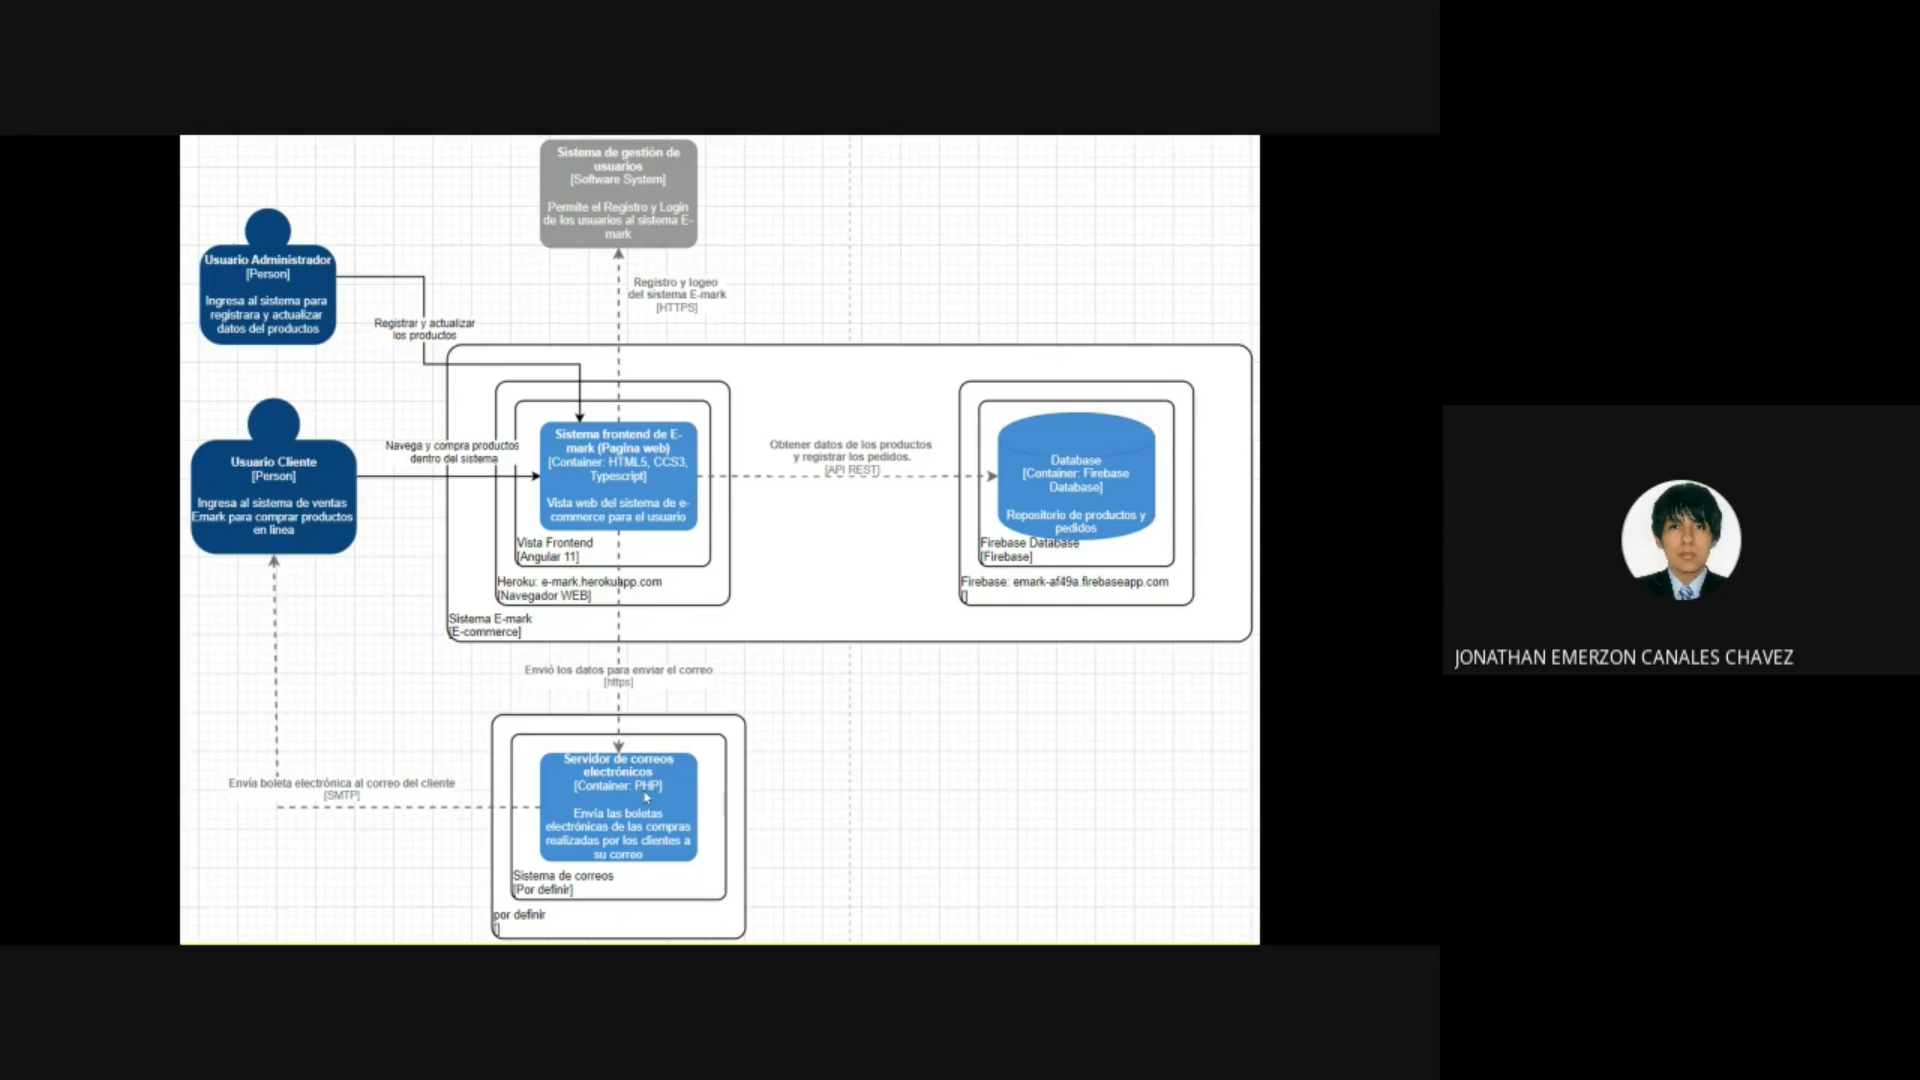 Sistema de gestión de
usuarios
[Software System]
Permite el Registro y Login
de los usuarios al sistema E-
mark
Usuario Administrador
[Person]
Ingresa al sistema para
registrara y actualizar
datos del productos
Registro y logeo
del sistema E-mark
[HTTPS]
Registrar y actualizar
los productos
Usuario Cliente
[Person]
Ingresa al sistema de ventas
Emark para comprar productos
en linea
Navega y compra productos
dentro del sistema
Sistema frontend de E-
mark (Pagina web)
[Container: HTML5, CCS3,
Typescript]
Vista web del sistema de e-
commerce para el usuario
Vista Frontend
[Angular 11]
Heroku: e-mark.herokuapp.com
[Navegador WEB]
Obtener datos de los productos
y registrar los pedidos.
[API REST]
Database
[Container: Firebase
Database]
Repositorio de productos y
pedidos
Firebase Database
[Firebase]
Firebase: emark-af49a.firebaseapp.com
[]
Sistema E-mark
[E-commerce]
Envió los datos para enviar el correo
[https]
Servidor de correos
electrónicos
[Container: PHP]
Envia las boletas
electrónicas de las compras
realizadas por los clientes a
su correo
Sistema de correos
[Por definir]
por definir
[]
Envía boleta electrónica al correo del cliente
[SMTP]
JONATHAN EMERZON CANALES CHAVEZ